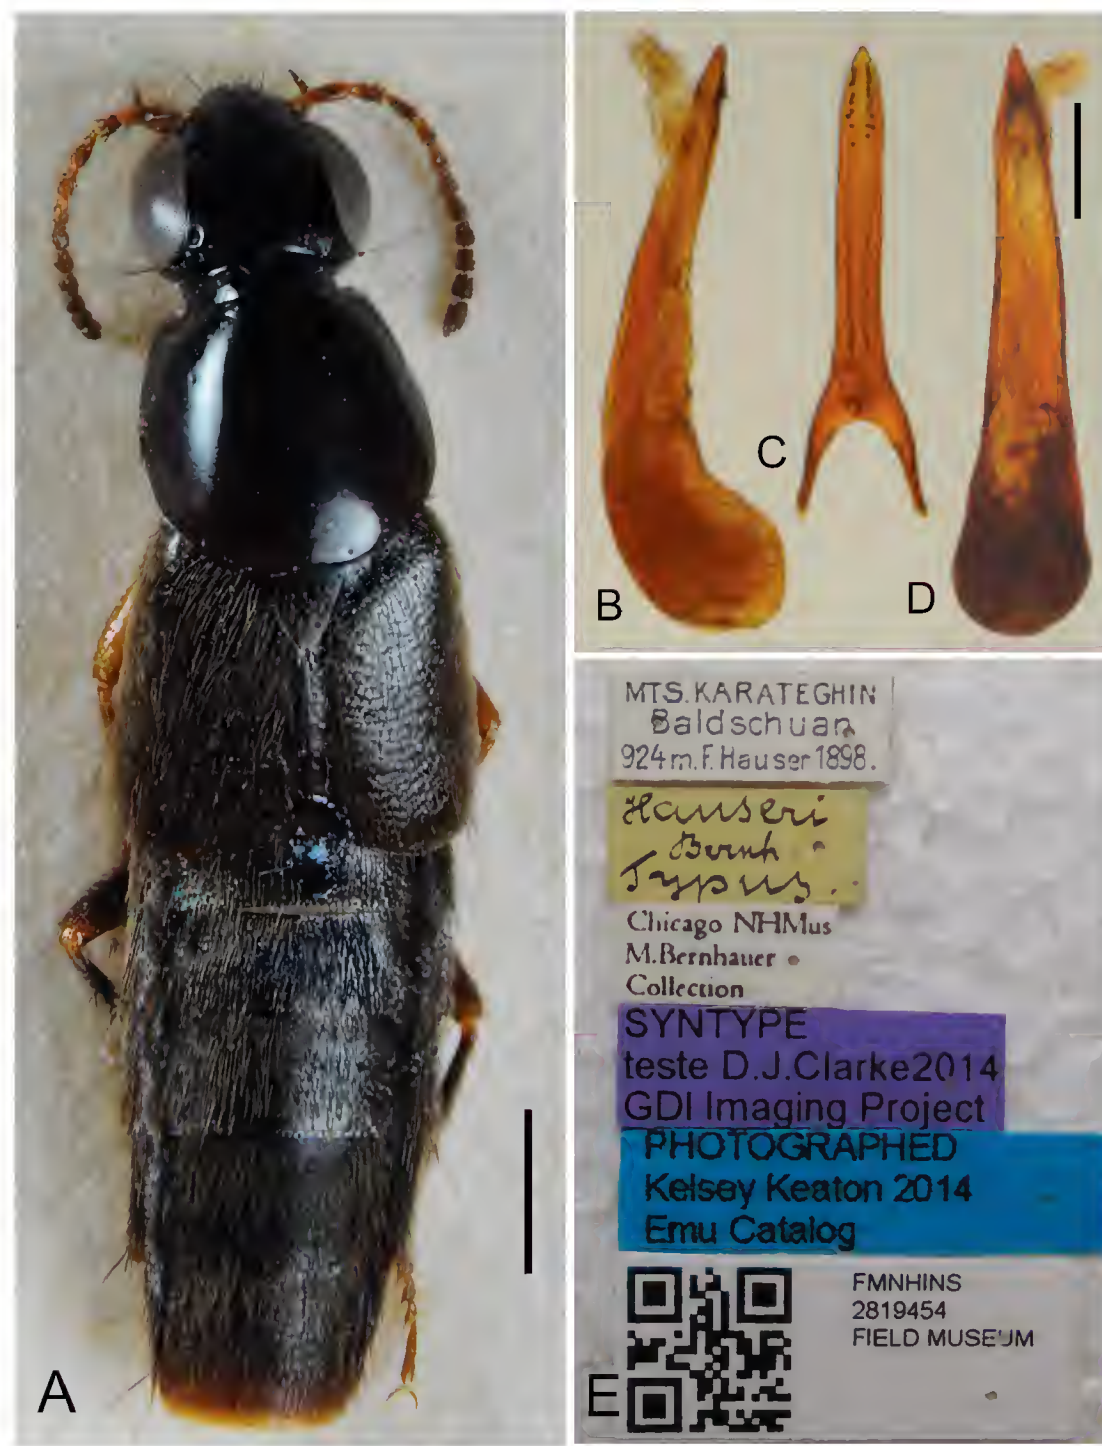 A
B
C
D
MTS. KARATEGHIN
Baldschuan
924 m. F. Hauser 1898.
Hauseri
Bernh
Typus.
Chicago NHMus
M.Bernhauer
Collection
SYNTYPE
teste D.J.Clarke2014
GDI Imaging Project
PHOTOGRAPHED
Kelsey Keaton 2014
Emu Catalog
FMNHINS
2819454
FIELD MUSEUM
E